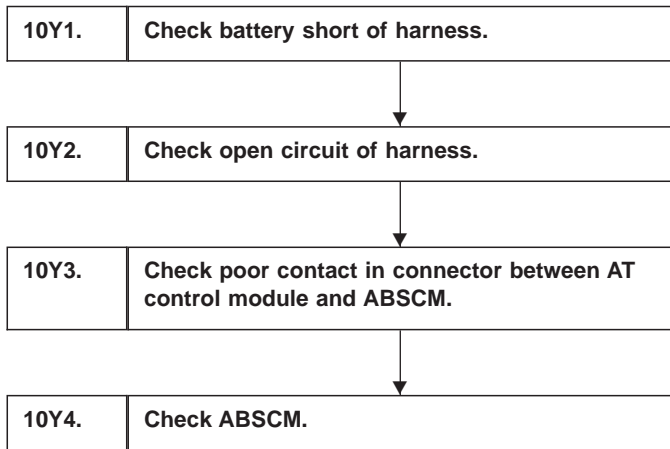 10Y1. Check battery short of harness.
10Y2. Check open circuit of harness.
10Y3. Check poor contact in connector between AT
control module and ABSCM.
10Y4. Check ABSCM.